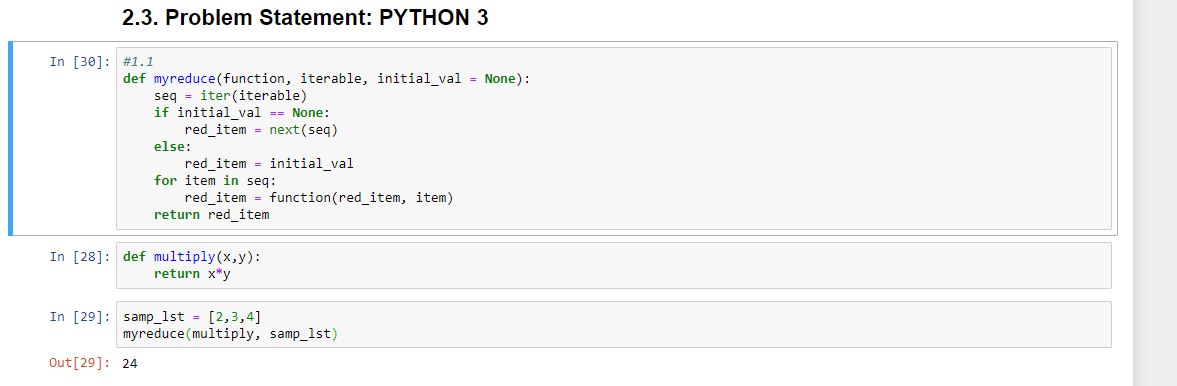 2.3. Problem Statement: PYTHON 3
In [30]: #1.1
def myreduce(function, iterable, initial_val = None):
    seq = iter(iterable)
    if initial_val == None:
        red_item = next(seq)
    else:
        red_item = initial_val
    for item in seq:
        red_item = function(red_item, item)
    return red_item
In [28]: def multiply(x,y):
    return x*y
In [29]: samp_lst = [2,3,4]
myreduce(multiply, samp_lst)
Out[29]: 24